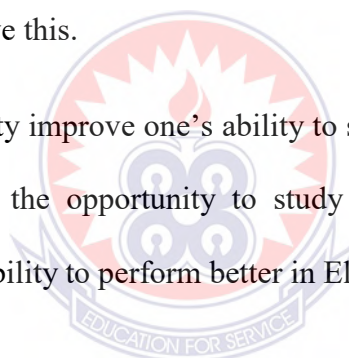 ve this.
ty improve one’s ability to s
the opportunity to study
bility to perform better in El
EDUCATION FOR SERVICE